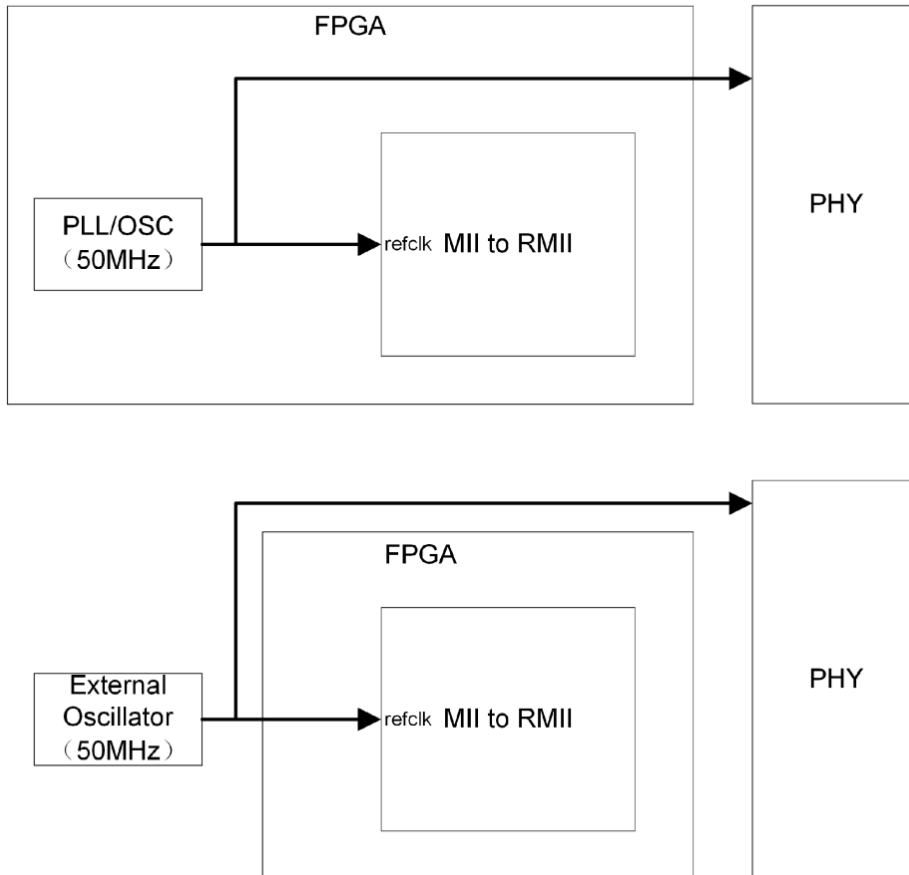 FPGA
PLL/OSC
（50MHz）
refclk MII to RMII
PHY
FPGA
External
Oscillator
（50MHz）
refclk MII to RMII
PHY